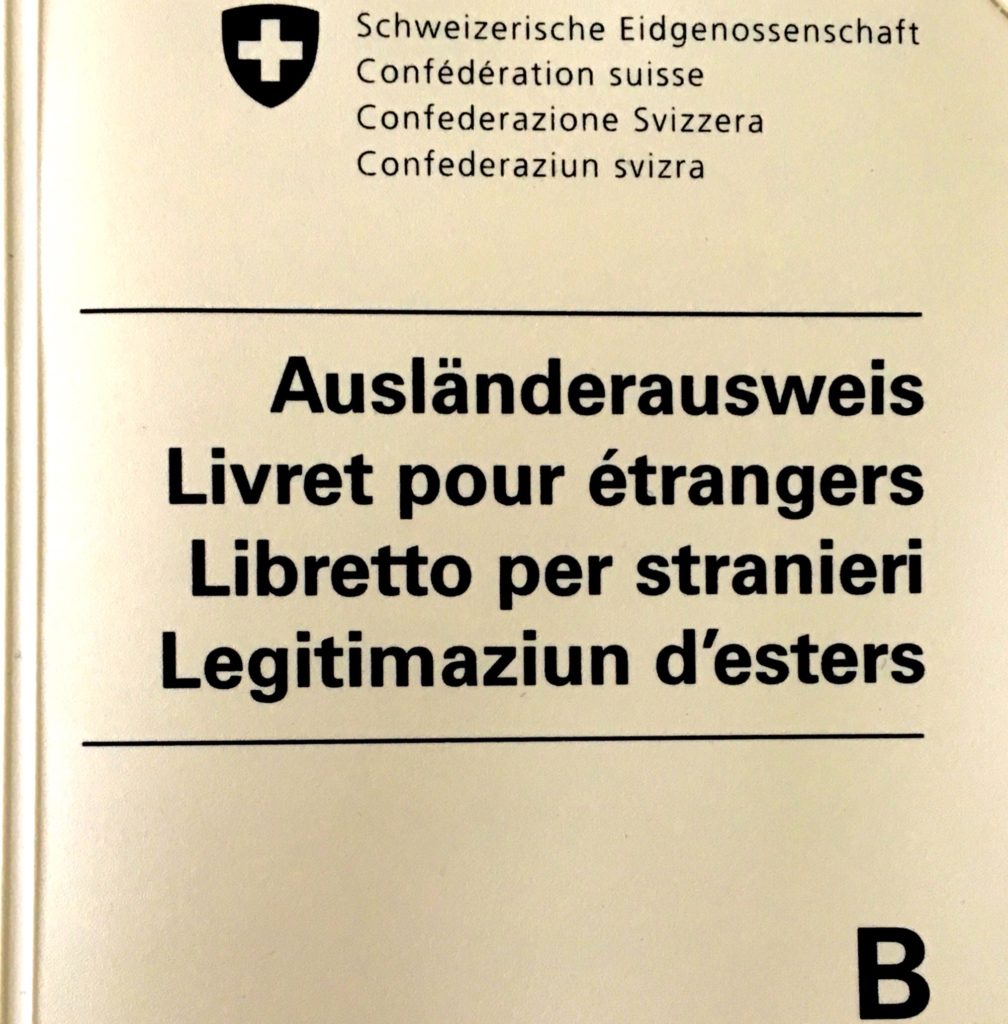 Schweizerische Eidgenossenschaft
Confédération suisse
Confederazione Svizzera
Confederaziun svizra
Ausländerausweis
Livret pour étrangers
Libretto per stranieri
Legitimaziun d’esters
B